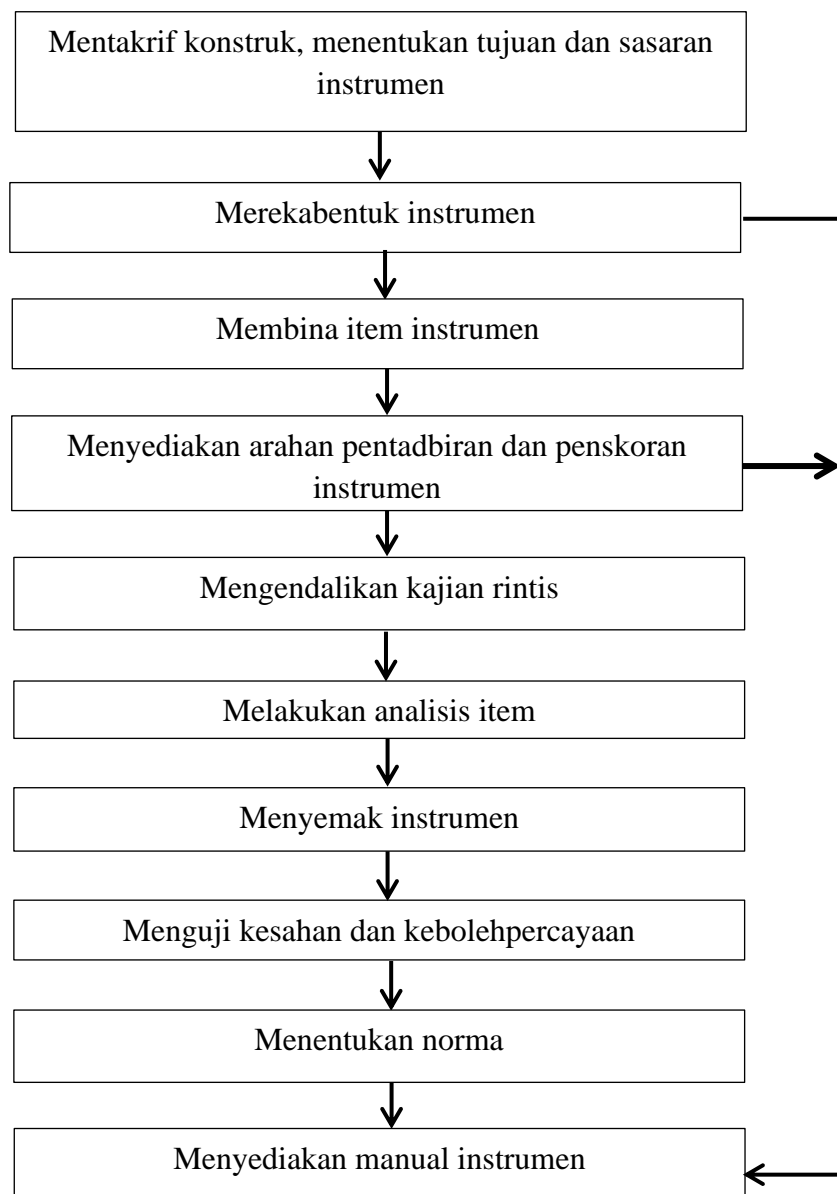 Mentakrif konstruk, menentukan tujuan dan sasaran
instrumen
Merekabentuk instrumen
Membina item instrumen
Menyediakan arahan pentadbiran dan penskoran
instrumen
Mengendalikan kajian rintis
Melakukan analisis item
Menyemak instrumen
Menguji kesahan dan kebolehpercayaan
Menentukan norma
Menyediakan manual instrumen